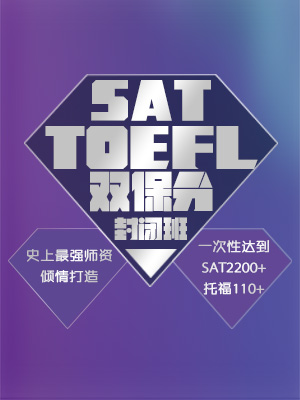 SAT
TOEFL
双保分
封闭班
史上最强师资
倾情打造
一次性达到
SAT2200+
托福110+